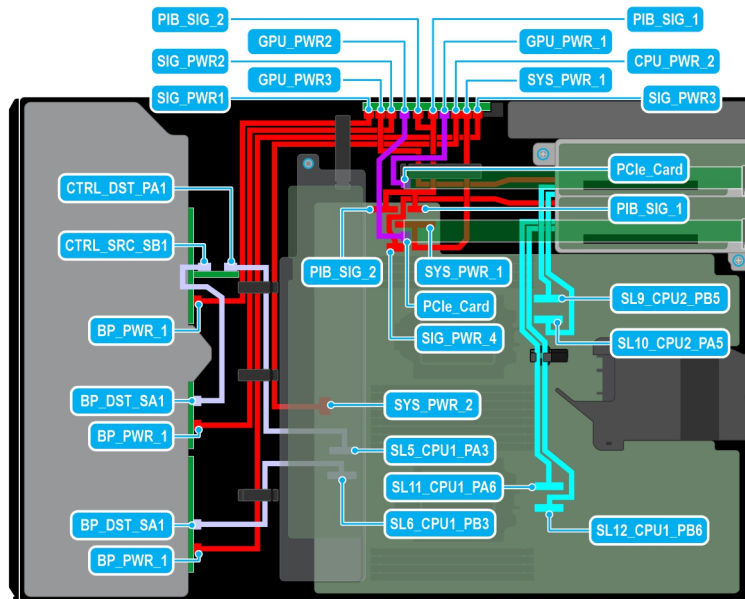 PIB_SIG_2
PIB_SIG_1
GPU_PWR2
GPU_PWR_1
SIG_PWR2
CPU_PWR_2
GPU_PWR3
SYS_PWR_1
SIG_PWR1
SIG_PWR3
PCIe_Card
CTRL_DST_PA1
PIB_SIG_1
CTRL_SRC_SB1
PIB_SIG_2
SYS_PWR_1
SL9_CPU2_PB5
PCIe_Card
BP_PWR_1
SIG_PWR_4
SL10_CPU2_PA5
BP_DST_SA1
SYS_PWR_2
BP_PWR_1
SL5_CPU1_PA3
SL11_CPU1_PA6
BP_DST_SA1
SL6_CPU1_PB3
SL12_CPU1_PB6
BP_PWR_1